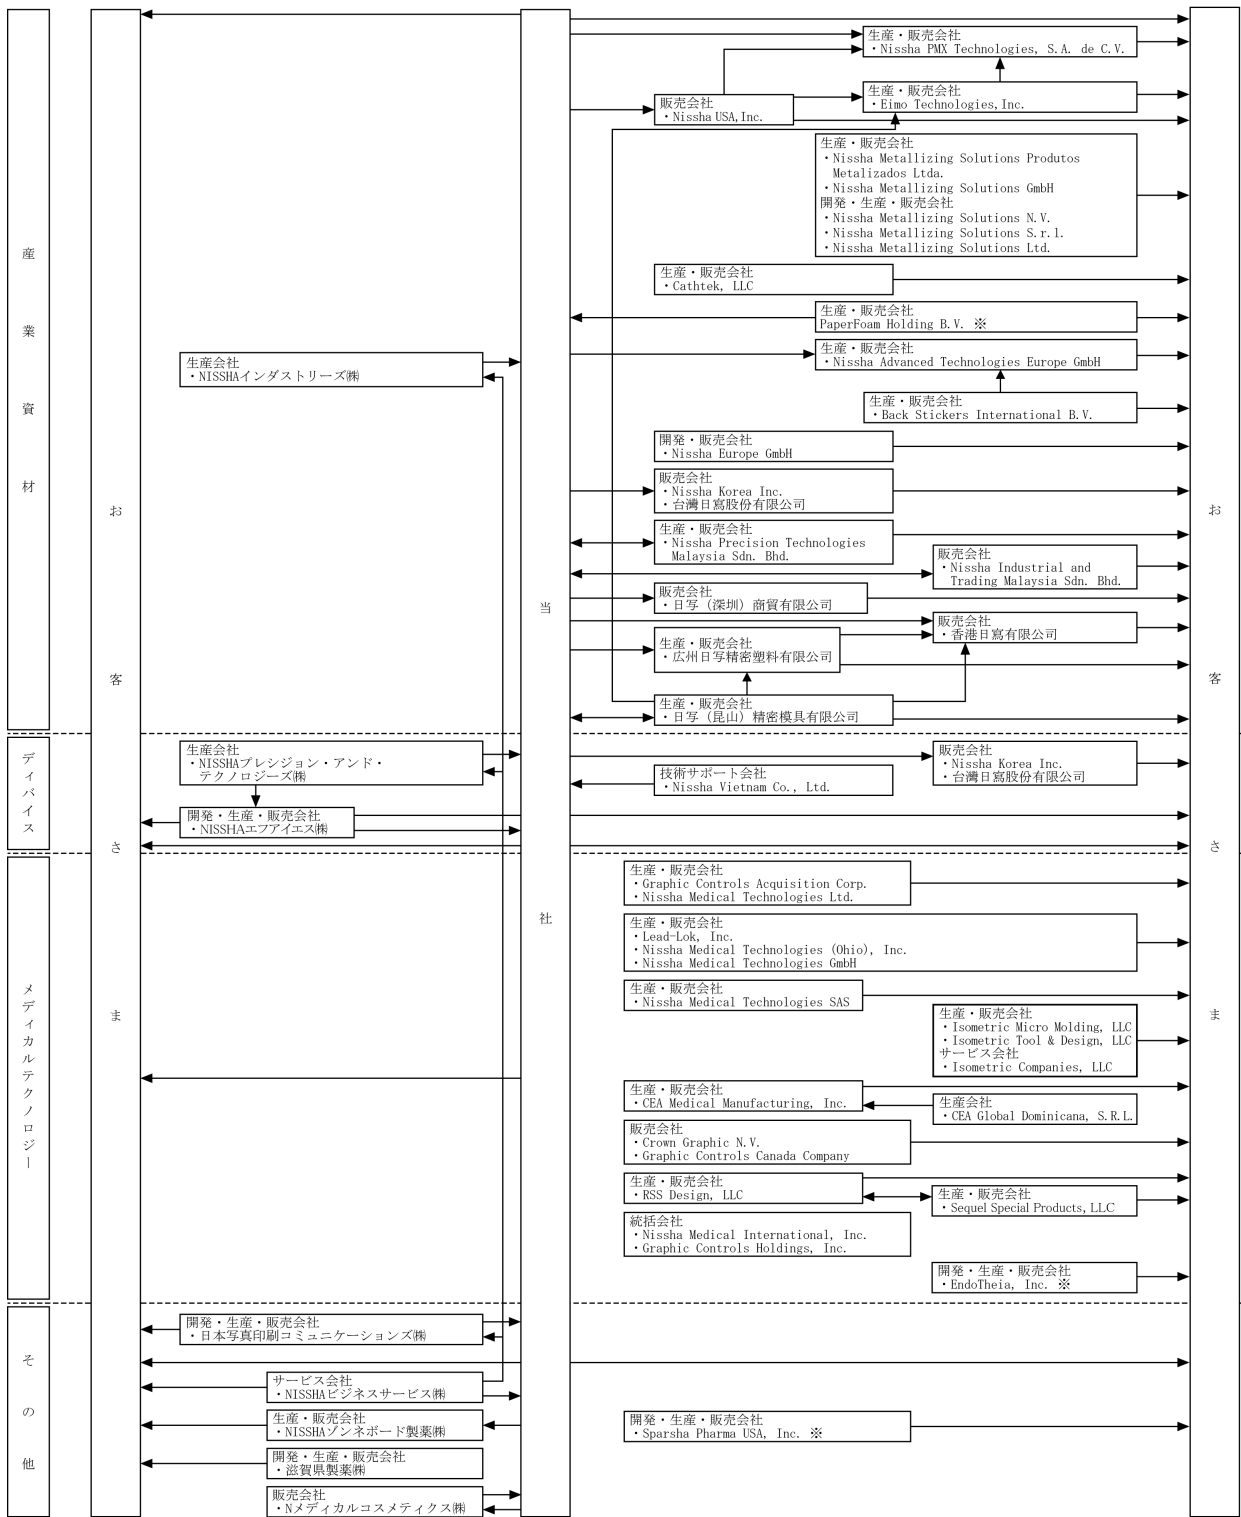 産業資材
ディバイス
メディカルテクノロジー
その他
お客さま
生産会社
・NISSHAインダストリーズ㈱
生産会社
・NISSHAプレシジョン・アンド・
テクノロジーズ㈱
開発・生産・販売会社
・NISSHAエフアイエス㈱
開発・生産・販売会社
・日本写真印刷コミュニケーションズ㈱
サービス会社
・NISSHAビジネスサービス㈱
生産・販売会社
・NISSHAゾンネボード製薬㈱
開発・生産・販売会社
・滋賀県製薬㈱
販売会社
・Nメディカルコスメティクス㈱
当社
生産・販売会社
・Nissha PMX Technologies, S.A. de C.V.
販売会社
・Nissha USA,Inc.
生産・販売会社
・Eimo Technologies,Inc.
生産・販売会社
・Nissha Metallizing Solutions Produtos
Metalizados Ltda.
・Nissha Metallizing Solutions GmbH
開発・生産・販売会社
・Nissha Metallizing Solutions N.V.
・Nissha Metallizing Solutions S.r.l.
・Nissha Metallizing Solutions Ltd.
生産・販売会社
・Cathtek, LLC
生産・販売会社
PaperFoam Holding B.V. ※
生産・販売会社
・Nissha Advanced Technologies Europe GmbH
生産・販売会社
・Back Stickers International B.V.
開発・販売会社
・Nissha Europe GmbH
販売会社
・Nissha Korea Inc.
・台灣日寫股份有限公司
生産・販売会社
・Nissha Precision Technologies
Malaysia Sdn. Bhd.
販売会社
・Nissha Industrial and
Trading Malaysia Sdn. Bhd.
販売会社
・日写（深圳）商貿有限公司
販売会社
・香港日寫有限公司
生産・販売会社
・広州日写精密塑料有限公司
生産・販売会社
・日写（昆山）精密模具有限公司
販売会社
・Nissha Korea Inc.
・台灣日寫股份有限公司
技術サポート会社
・Nissha Vietnam Co., Ltd.
生産・販売会社
・Graphic Controls Acquisition Corp.
・Nissha Medical Technologies Ltd.
生産・販売会社
・Lead-Lok, Inc.
・Nissha Medical Technologies (Ohio), Inc.
・Nissha Medical Technologies GmbH
生産・販売会社
・Nissha Medical Technologies SAS
生産・販売会社
・Isometric Micro Molding, LLC
・Isometric Tool & Design, LLC
サービス会社
・Isometric Companies, LLC
生産・販売会社
・CEA Medical Manufacturing, Inc.
生産会社
・CEA Global Dominicana, S.R.L.
販売会社
・Crown Graphic N.V.
・Graphic Controls Canada Company
生産・販売会社
・RSS Design, LLC
生産・販売会社
・Sequel Special Products, LLC
統括会社
・Nissha Medical International, Inc.
・Graphic Controls Holdings, Inc.
開発・生産・販売会社
・EndoTheia, Inc. ※
開発・生産・販売会社
・Sparsha Pharma USA, Inc. ※
お客さま